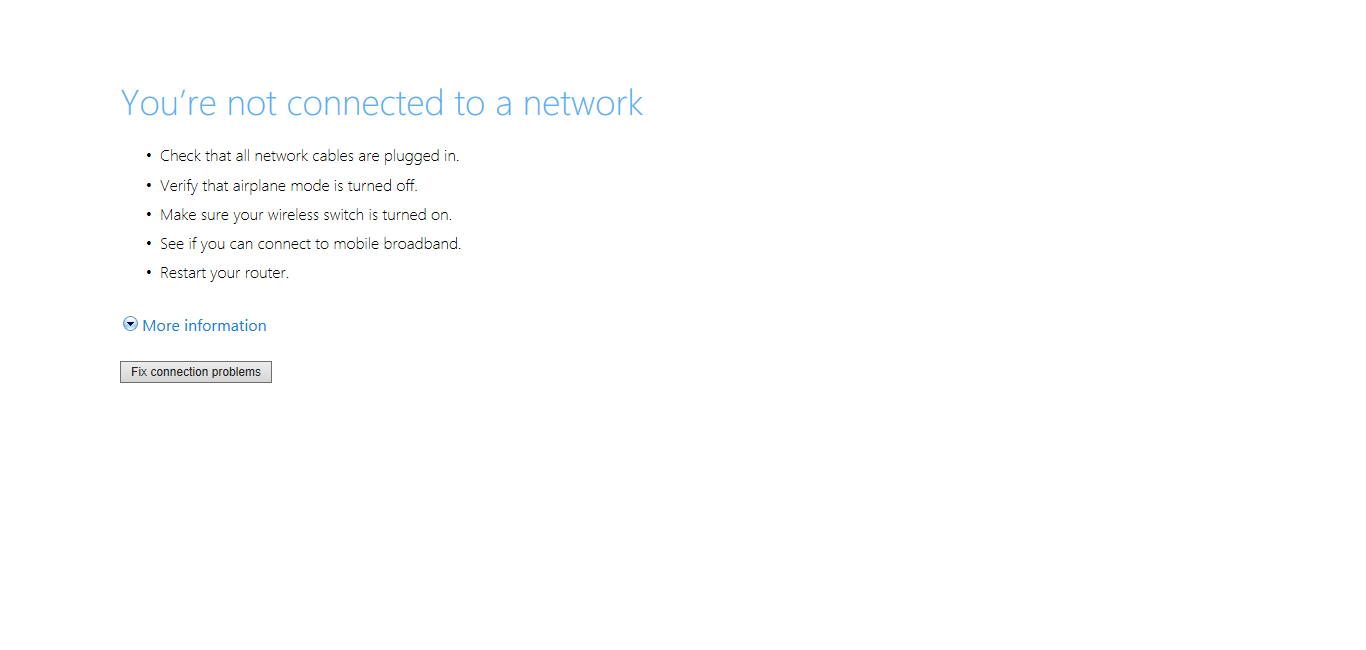 You're not connected to a network
• Check that all network cables are plugged in.
• Verify that airplane mode is turned off.
• Make sure your wireless switch is turned on.
• See if you can connect to mobile broadband.
• Restart your router.
More information
Fix connection problems